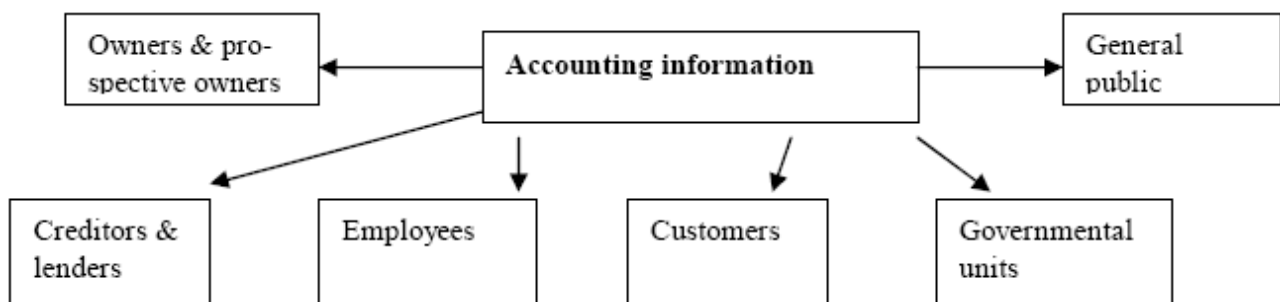 Owners & pro-
spective owners
Accounting information
General
public
Creditors &
lenders
Employees
Customers
Governmental
units